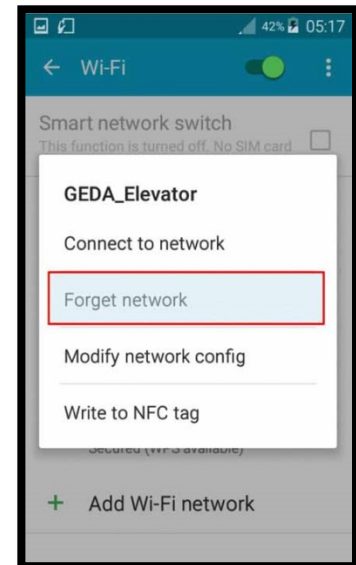 42% 05:17
Wi-Fi
Smart network switch
This function is turned off. No SIM card
GEDA_Elevator
Connect to network
Forget network
Modify network config
Write to NFC tag
Secured (WPS available)
+ Add Wi-Fi network